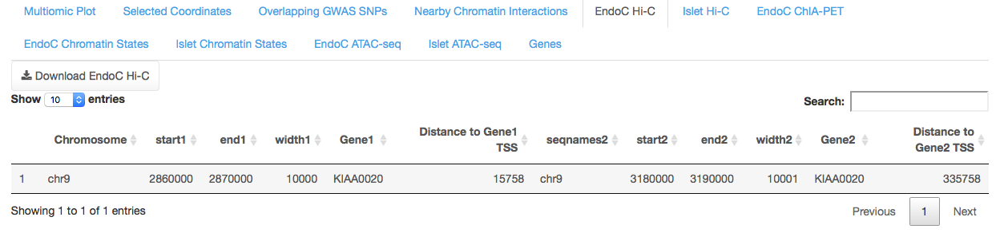 Multiomic Plot Selected Coordinates Overlapping GWAS SNPs Nearby Chromatin Interactions EndoC Hi-C Islet Hi-C EndoC ChIA-PET
EndoC Chromatin States Islet Chromatin States EndoC ATAC-seq Islet ATAC-seq Genes
Download EndoC Hi-C
Show 10 entries
Search:
Chromosome start1 end1 width1 Gene1 Distance to Gene1 TSS seqnames2 start2 end2 width2 Gene2 Distance to Gene2 TSS
1 chr9 2860000 2870000 10000 KIAA0020 15758 chr9 3180000 3190000 10001 KIAA0020 335758
Showing 1 to 1 of 1 entries
Previous 1 Next